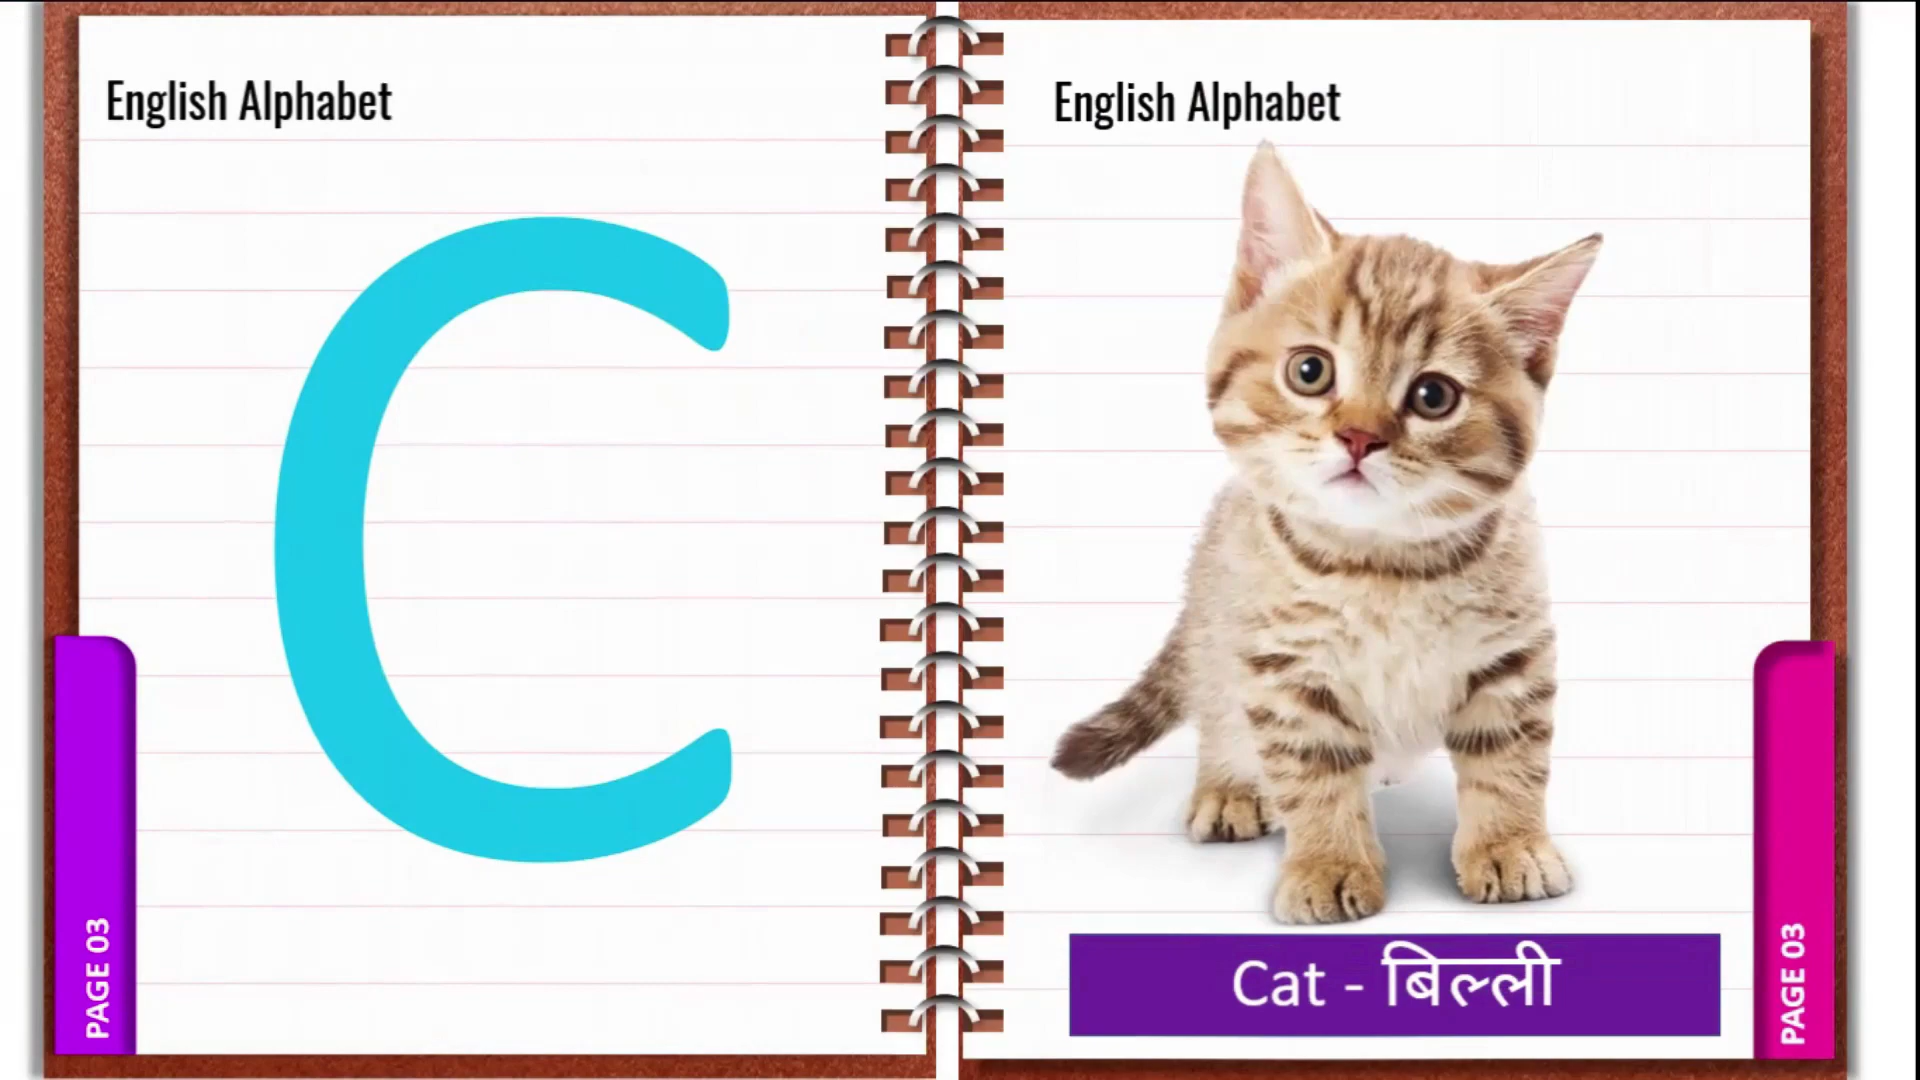 English Alphabet
C
PAGE 03
English Alphabet
Cat - बिल्ली
PAGE 03